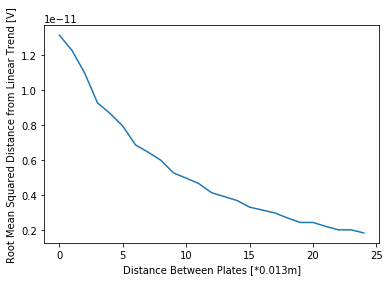 1e−11
Root Mean Squared Distance from Linear Trend [V]
1.2
1.0
0.8
0.6
0.4
0.2
0 5 10 15 20 25
Distance Between Plates [*0.013m]